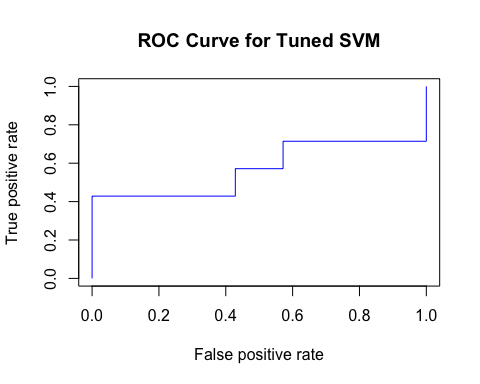 ROC Curve for Tuned SVM
True positive rate
1.0
0.8
0.6
0.4
0.2
0.0
0.0 0.2 0.4 0.6 0.8 1.0
False positive rate